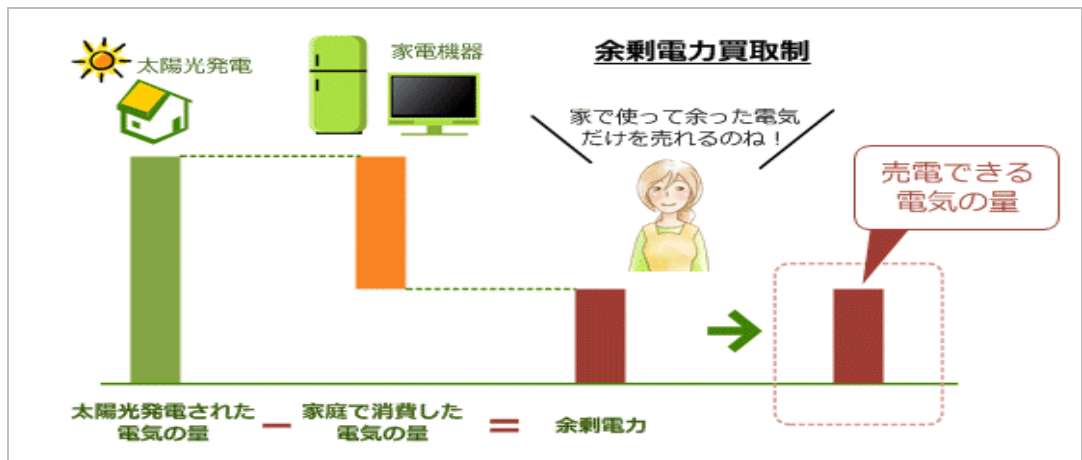 太陽光発電
家電機器
余剰電力買取制
家で使って余った電気
だけを売れるのね！
売電できる
電気の量
太陽光発電された
電気の量
−
家庭で消費した
電気の量
=
余剰電力